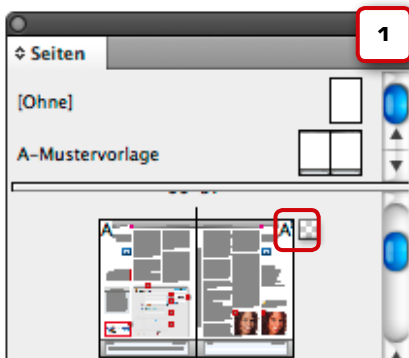 1
Seiten
[Ohne]
A-Mustervorlage
A A